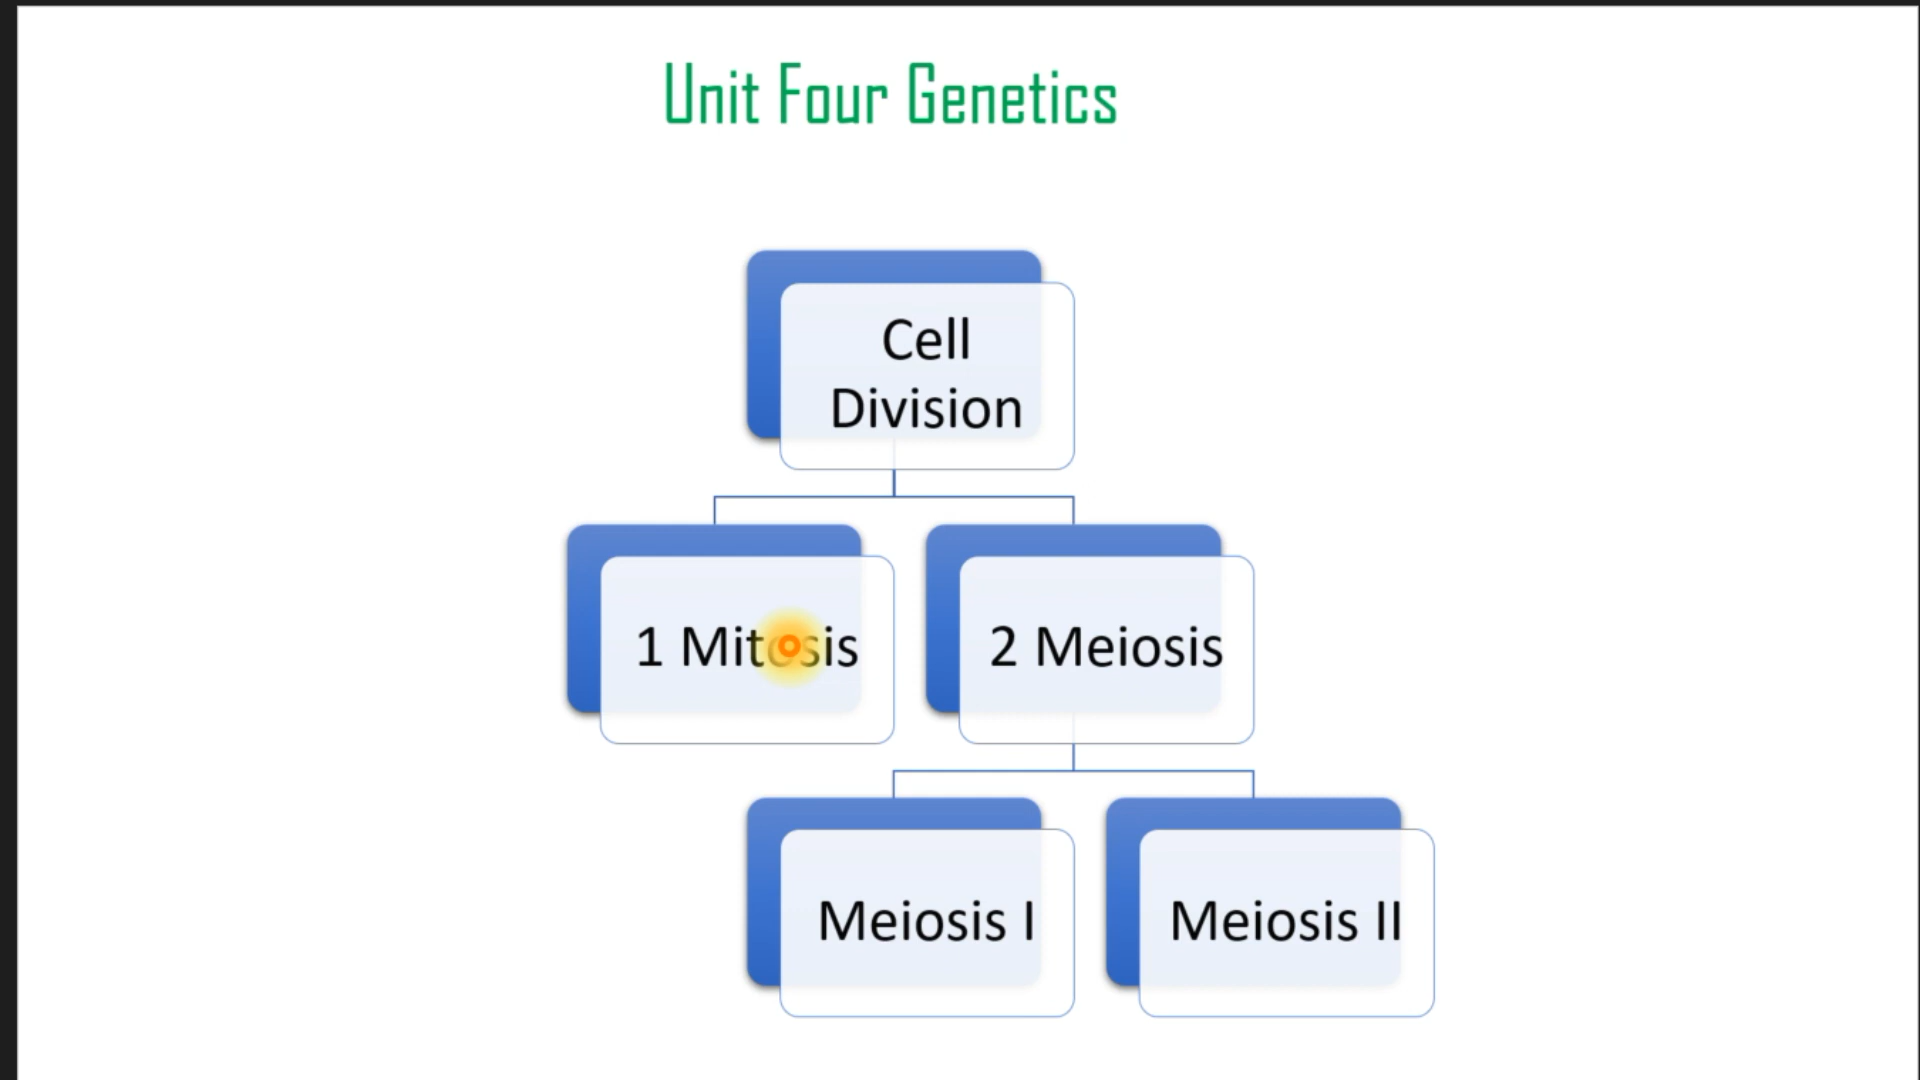 Unit Four Genetics
Cell
Division
1 Mitosis
2 Meiosis
Meiosis I
Meiosis II